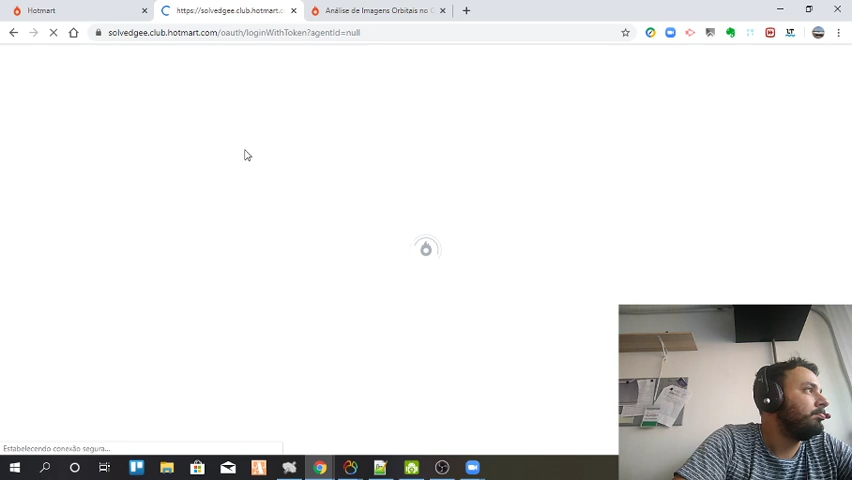 Hotmart
https://solvedgee.club.hotmart.c
Análise de Imagens Orbitais no
solvedgee.club.hotmart.com/oauth/loginWithToken?agentId=null
Estabelecendo conexão segura...